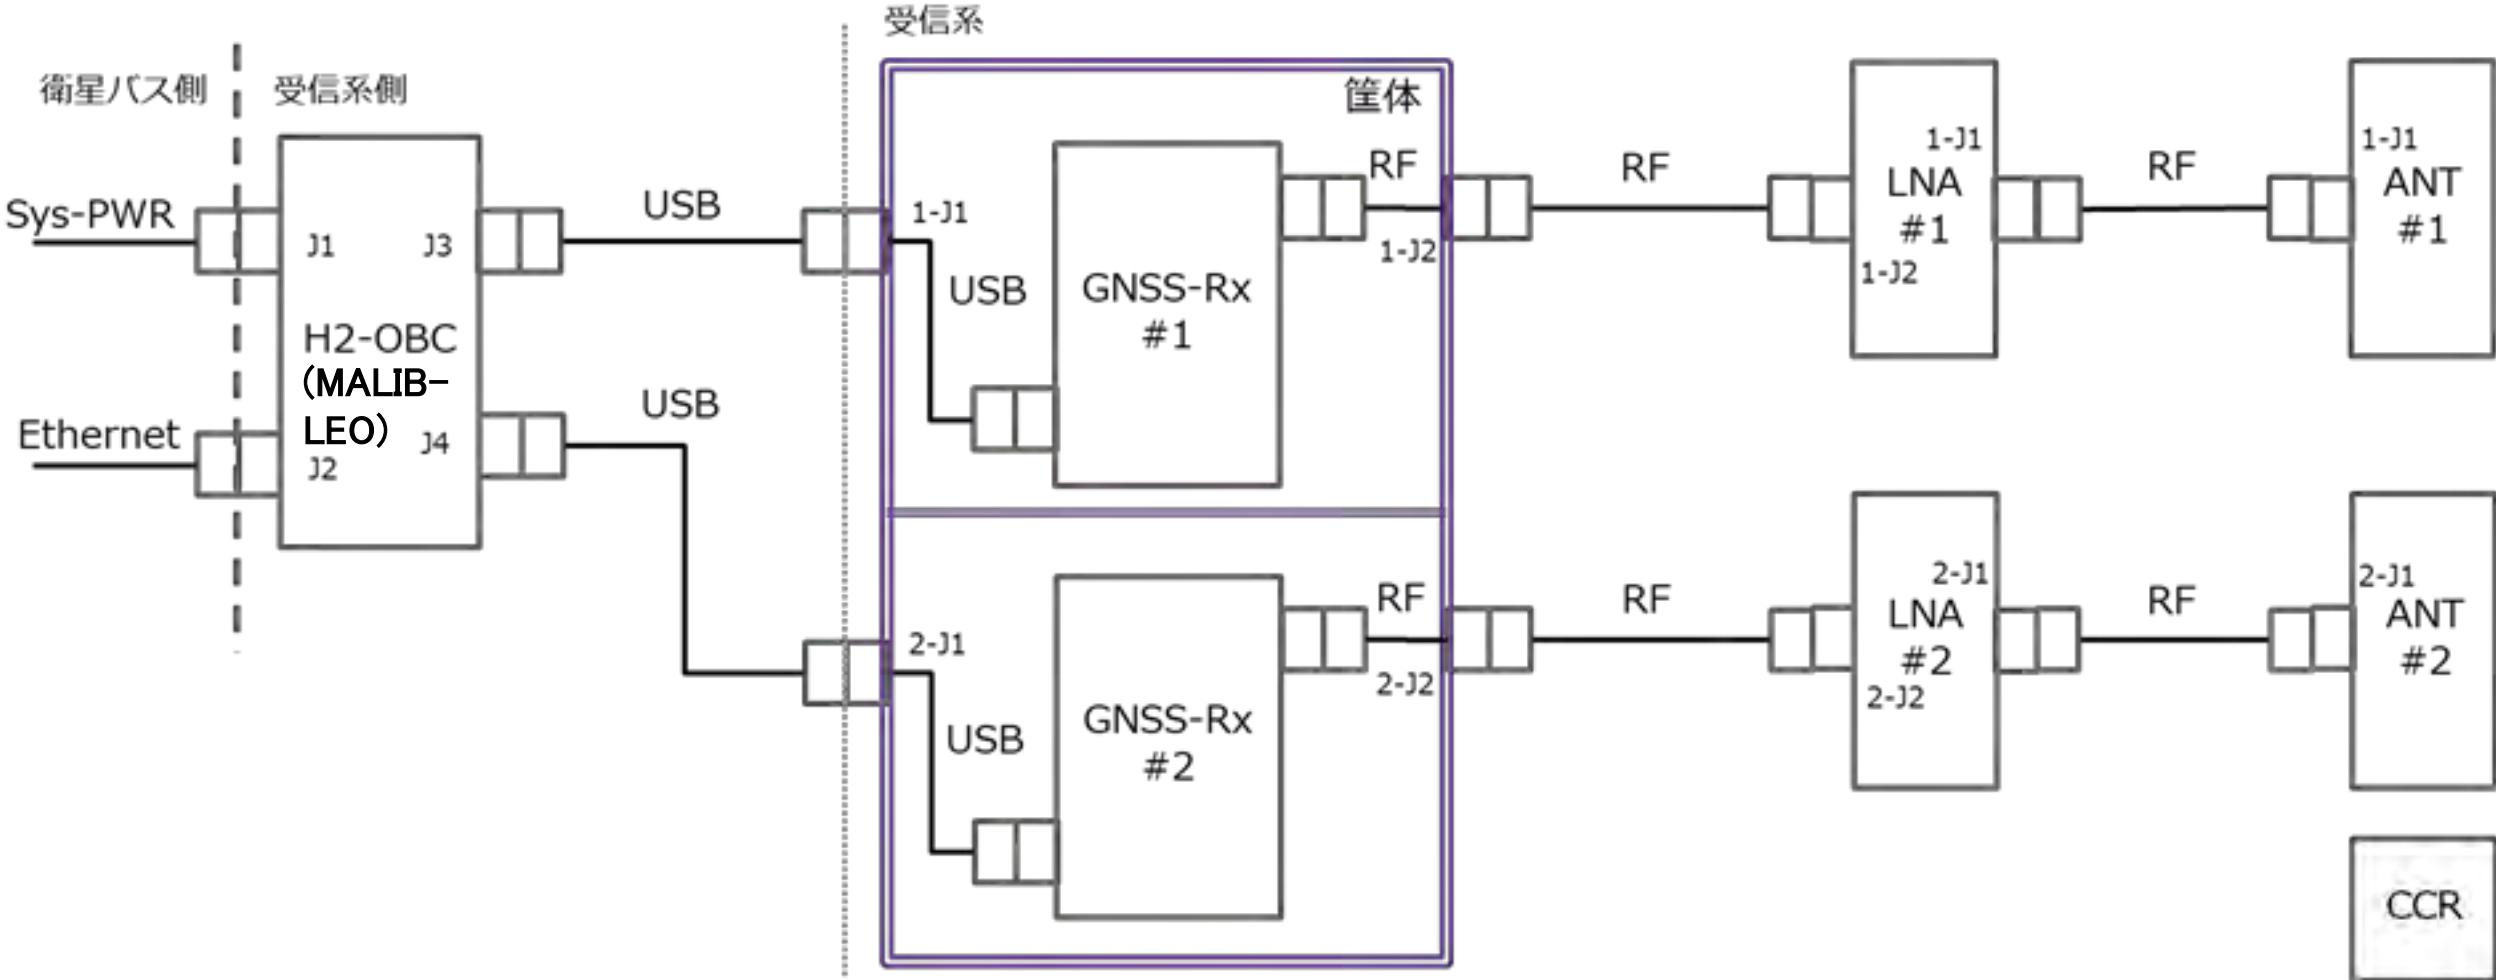 受信系
衛星バス側
受信系側
筐体
Sys-PWR
J1
J3
USB
1-J1
USB
GNSS-Rx
#1
RF
1-J2
RF
1-J1
LNA
#1
1-J2
RF
1-J1
ANT
#1
H2-OBC
(MALIB-
LEO)
Ethernet
J2
J4
USB
2-J1
USB
GNSS-Rx
#2
RF
2-J2
RF
2-J1
LNA
#2
2-J2
RF
2-J1
ANT
#2
CCR